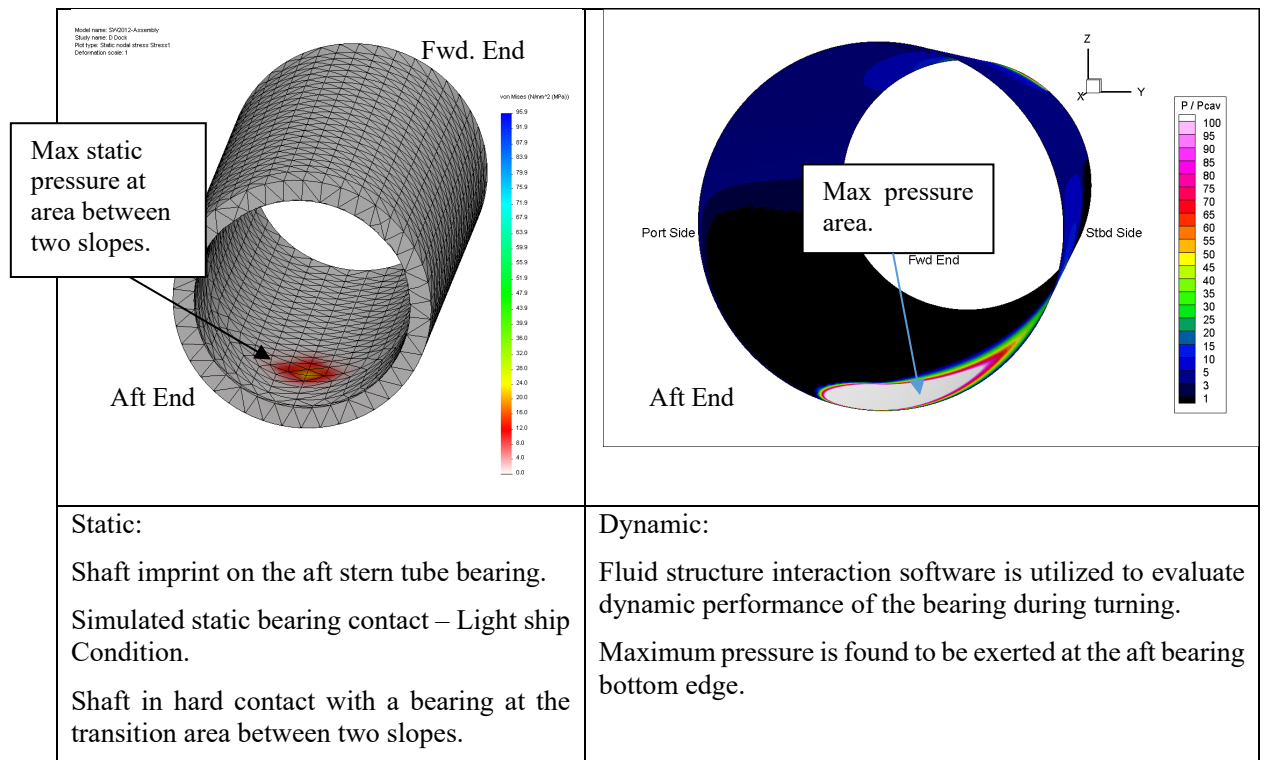 Model name: SW2012-Assembly
Study name: D Dock
Plot type: Static nodal stress Stress1
Deformation scale: 1
Fwd. End
von Mises (N/mm^2 (MPa))
95.9
91.9
87.9
83.9
79.9
75.9
71.9
67.9
63.9
59.9
55.9
51.9
47.9
43.9
39.9
36.0
32.0
28.0
24.0
20.0
16.0
12.0
8.0
4.0
0.0
Max static
pressure at
area between
two slopes.
Aft End
Z
Y
X
P / Pcav
100
95
90
85
80
75
70
65
60
55
50
45
40
35
30
25
20
15
10
5
3
1
Max pressure
area.
Port Side
Stbd Side
Fwd End
Aft End
Static:
Shaft imprint on the aft stern tube bearing.
Simulated static bearing contact – Light ship
Condition.
Shaft in hard contact with a bearing at the
transition area between two slopes.
Dynamic:
Fluid structure interaction software is utilized to evaluate
dynamic performance of the bearing during turning.
Maximum pressure is found to be exerted at the aft bearing
bottom edge.